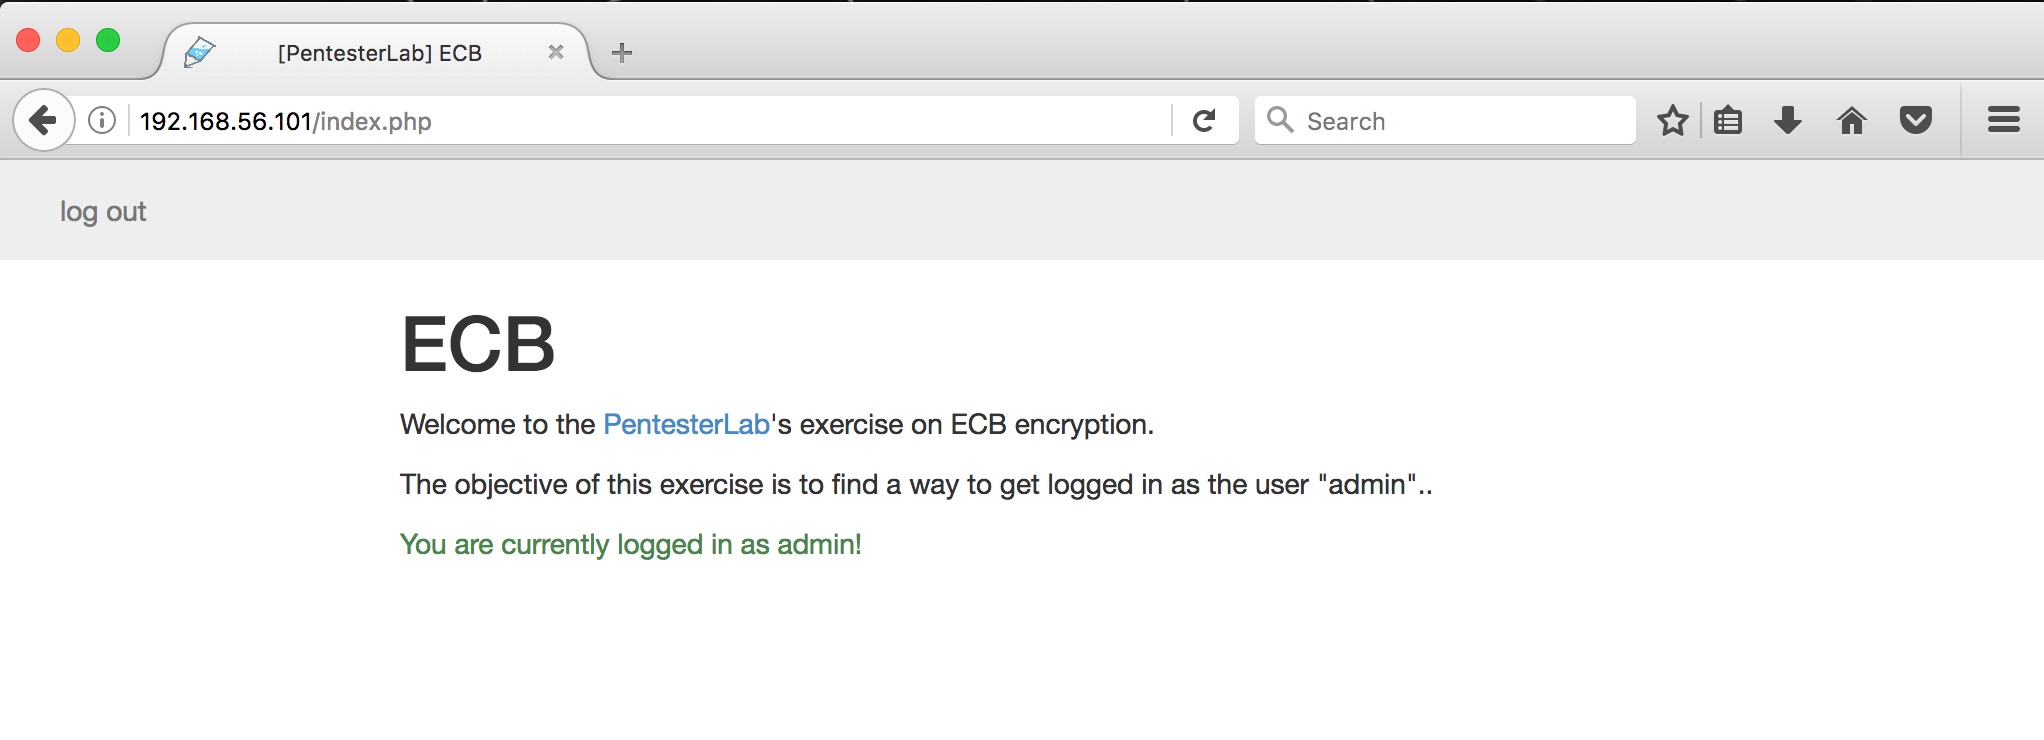 [PentesterLab] ECB
192.168.56.101/index.php
Search
log out
ECB
Welcome to the PentesterLab's exercise on ECB encryption.
The objective of this exercise is to find a way to get logged in as the user "admin"..
You are currently logged in as admin!